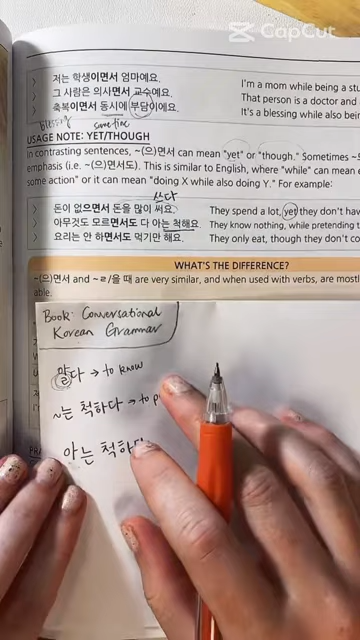 CapCut
저는 학생이면서 엄마예요. I'm a mom while being a stu
그 사람은 의사면서 교수예요. That person is a doctor and
축복이면서 동시에 부담이에요. It's a blessing while also bein
blessing same time
USAGE NOTE: YET/THOUGH
In contrasting sentences, ~(으)면서 can mean "yet" or "though." Sometimes ~도
emphasis (i.e. ~(으)면서도). This is similar to English, where "while" can mean
some action" or it can mean "doing X while also doing Y." For example:
쓰다
돈이 없으면서 돈을 많이 써요. They spend a lot, yet they don't hav
아무것도 모르면서도 다 아는 척해요. They know nothing, while pretending t
요리는 안 하면서도 먹기만 해요. They only eat, though they don't co
WHAT'S THE DIFFERENCE?
~(으)면서 and ~ㄹ/을 때 are very similar, and when used with verbs, are most
able.
Book: Conversational
Korean Grammar
알다 → to know
~는 척하다 → to p
아는 척하다